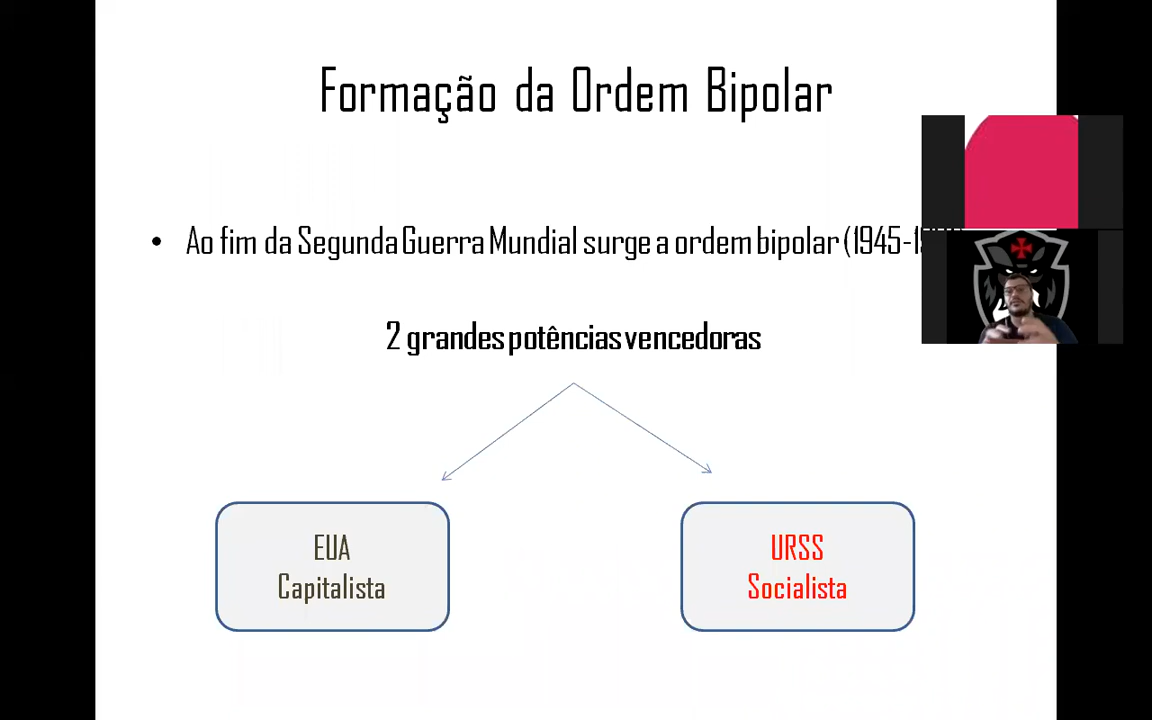 Formação da Ordem Bipolar
• Ao fim da Segunda Guerra Mundial surge a ordem bipolar (1945-
2 grandes potências vencedoras
EUA
Capitalista
URSS
Socialista